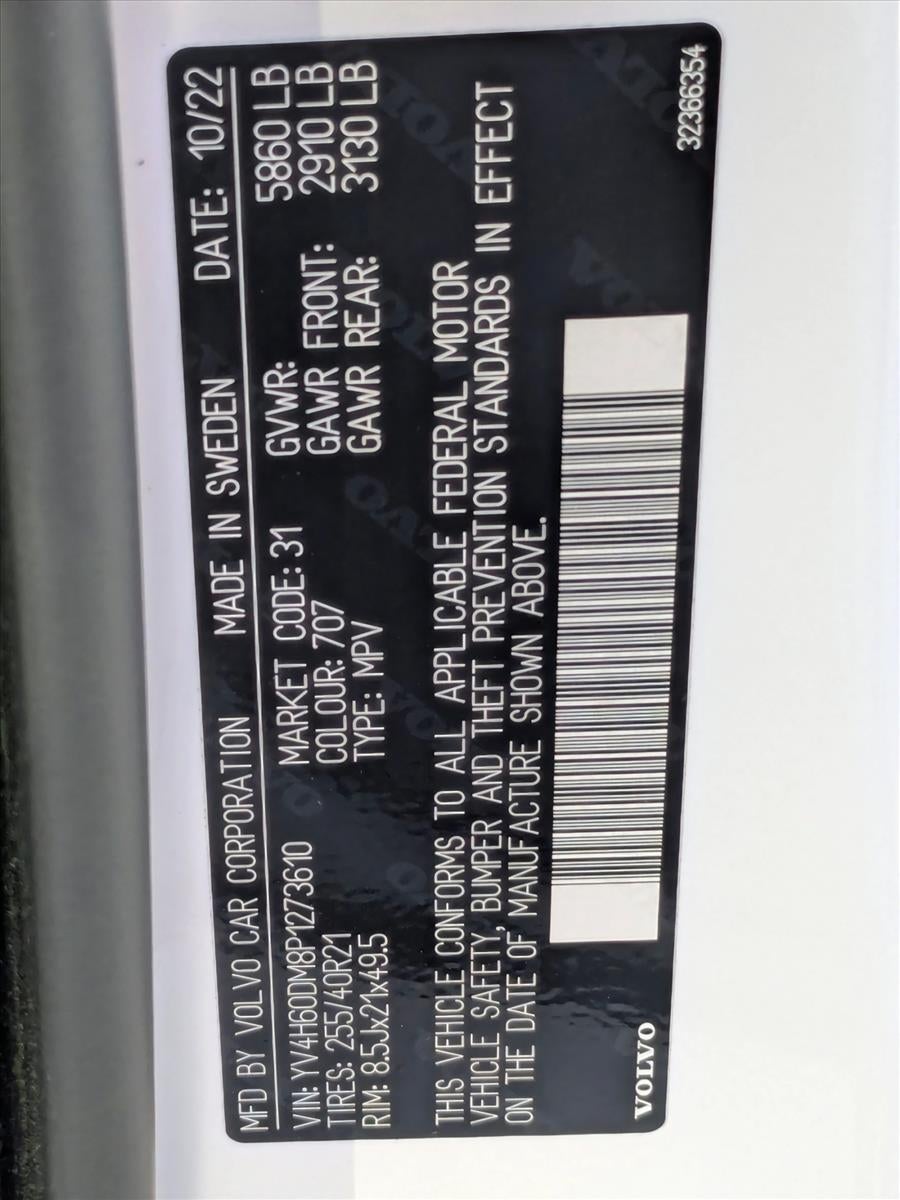 MFD BY VOLVO CAR CORPORATION MADE IN SWEDEN DATE: 10/22
VIN: YV4H60DM8P1273610 MARKET CODE: 31 GVWR: 5860 LB
TIRES: 255/40R21 COLOUR: 707 GAWR FRONT: 2910 LB
RIM: 8.5Jx21x49.5 TYPE: MPV GAWR REAR: 3130 LB
THIS VEHICLE CONFORMS TO ALL APPLICABLE FEDERAL MOTOR
VEHICLE SAFETY, BUMPER AND THEFT PREVENTION STANDARDS IN EFFECT
ON THE DATE OF MANUFACTURE SHOWN ABOVE.
VOLVO 32366354